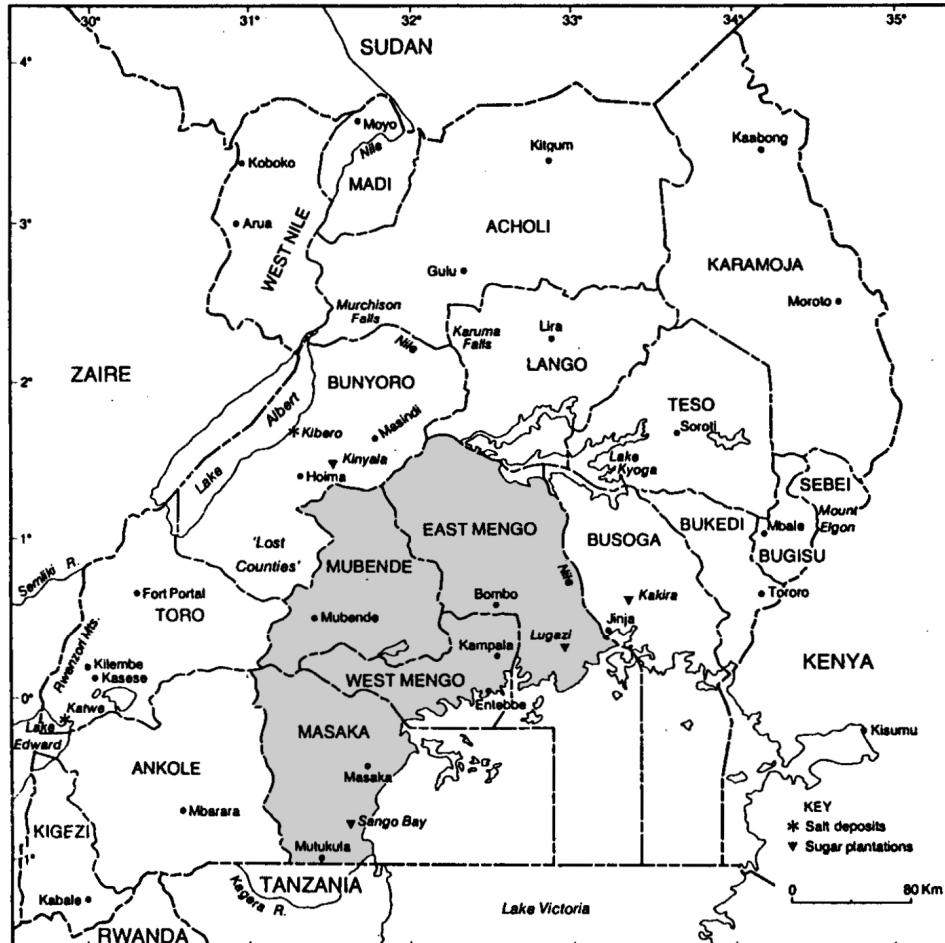 30° 31° 32° 33° 34° 35°
SUDAN
4°
Moyo
Nile
MADI
Koboko
Kitgum
Kaabong
3°
Arua
WEST NILE
ACHOLI
KARAMOJA
Gulu
Moroto
Murchison
Falls
Nile
Karuma
Falls
Lira
LANGO
ZAIRE
2°
BUNYORO
Lake Albert
Kibero
Masindi
TESO
Soroti
Kinyala
Hoima
Lake
Kyoga
SEBEI
Mount
Elgon
1°
'Lost
Counties'
EAST MENGO
MUBENDE
BUSOGA
BUKEDI
Mbale
BUGISU
Semliki R.
Fort Portal
TORO
Mubende
Bombo
Nile
Kakira
Tororo
Jinja
Kampala
Lugazi
KENYA
Rwenzori Mts.
Kilembe
Kasese
WEST MENGO
Entebbe
0°
Katwe
Lake
Edward
MASAKA
Kisumu
ANKOLE
Masaka
Mbarara
Sango Bay
KIGEZI
1°
Mutukula
KEY
Salt deposits
Sugar plantations
Kabale
TANZANIA
Kagera R.
0 80 Km
Lake Victoria
RWANDA